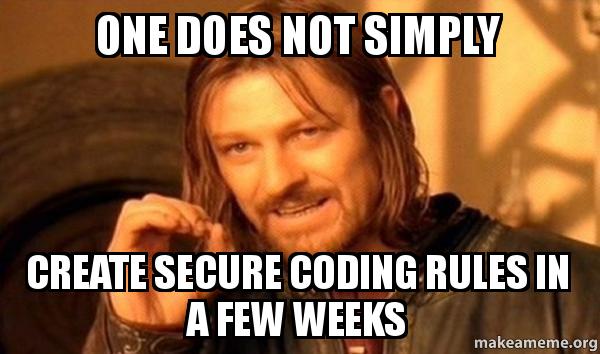 ONE DOES NOT SIMPLY
CREATE SECURE CODING RULES IN
A FEW WEEKS
makeameme.org